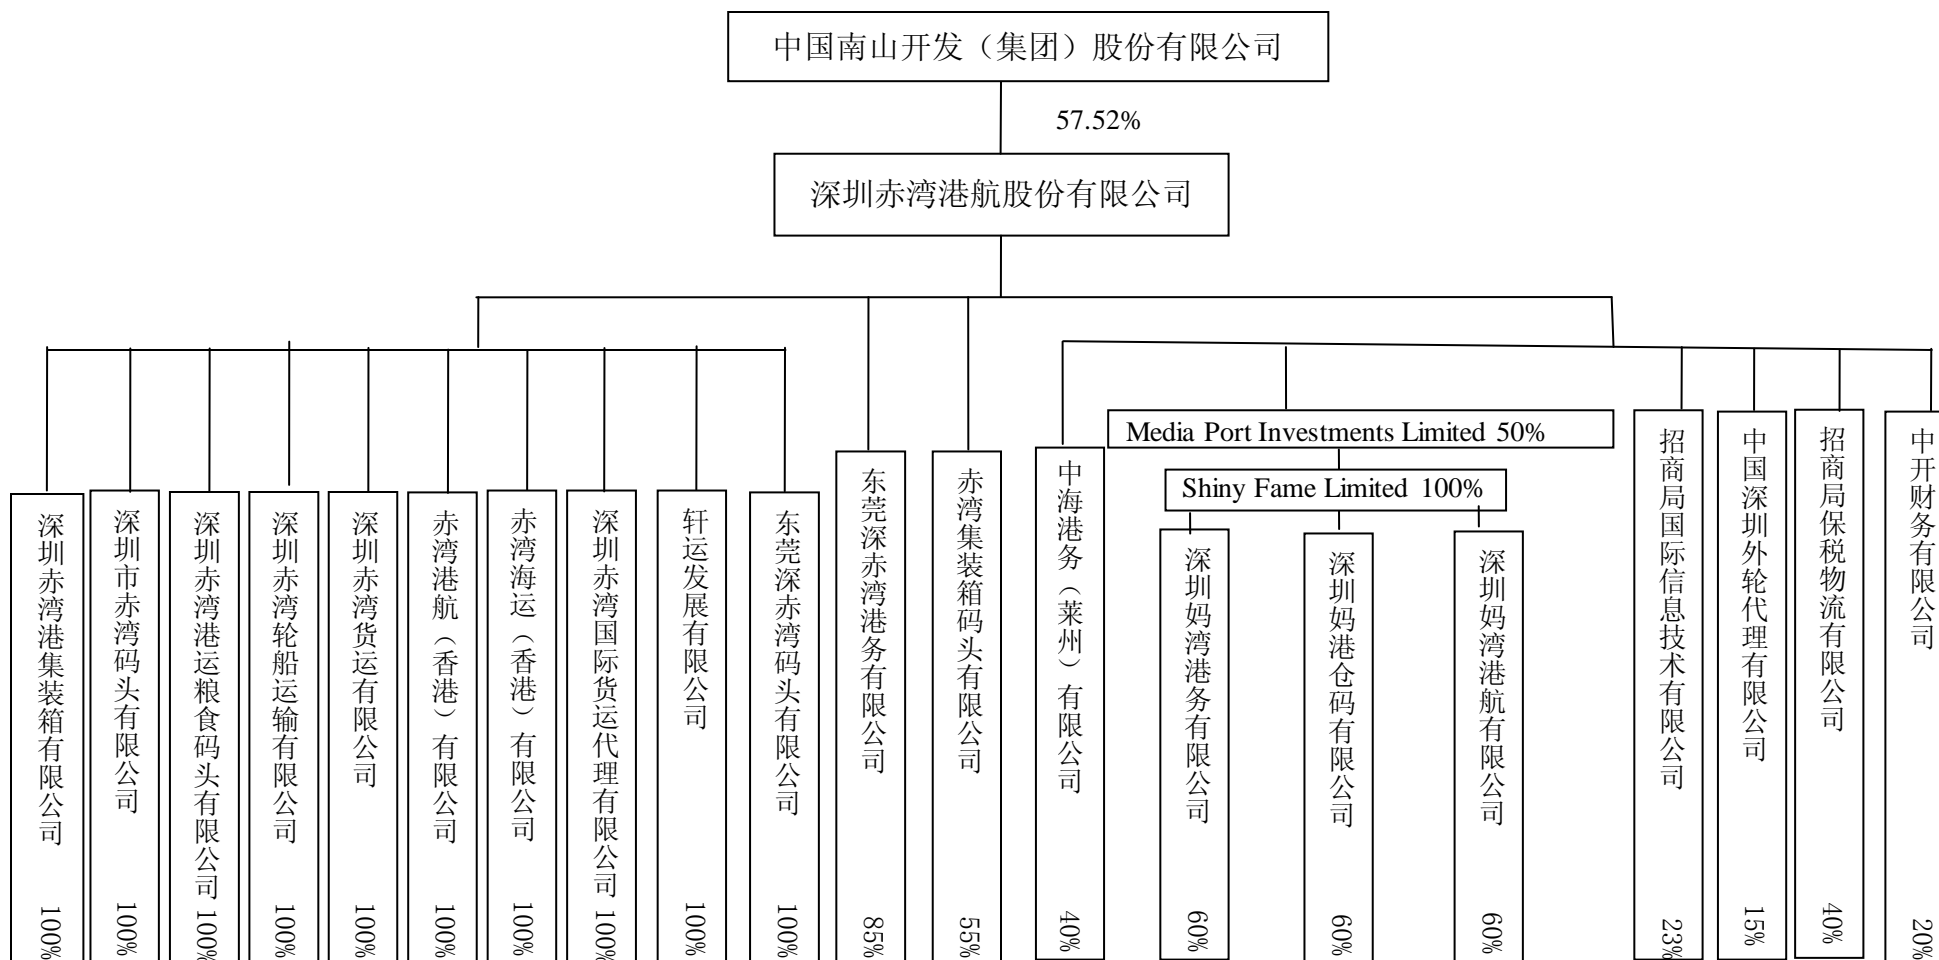 中国南山开发（集团）股份有限公司
57.52%
深圳赤湾港航股份有限公司
深圳赤湾港集装箱有限公司 100%
深圳市赤湾码头有限公司 100%
深圳赤湾港运粮食码头有限公司 100%
深圳赤湾轮船运输有限公司 100%
深圳赤湾货运有限公司 100%
赤湾港航（香港）有限公司 100%
赤湾海运（香港）有限公司 100%
深圳赤湾国际货运代理有限公司 100%
轩运发展有限公司 100%
东莞深赤湾码头有限公司 100%
东莞深赤湾港务有限公司 85%
赤湾集装箱码头有限公司 55%
中海港务（莱州）有限公司 40%
Media Port Investments Limited 50%
Shiny Fame Limited 100%
深圳妈湾港务有限公司 60%
深圳妈港仓码有限公司 60%
深圳妈湾港航有限公司 60%
招商局国际信息技术有限公司 23%
中国深圳外轮代理有限公司 15%
招商局保税物流有限公司 40%
中开财务有限公司 20%